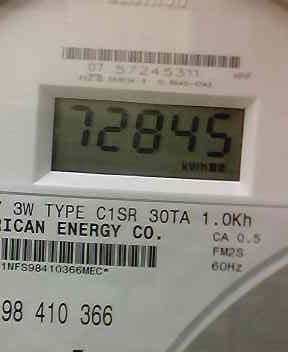 07 57245311
72845
kWh
3W TYPE C1SR 30TA 1.0Kh
RICAN ENERGY CO.
CA 0.5
FM2S
60Hz
1NFS98410366MEC*
98 410 366